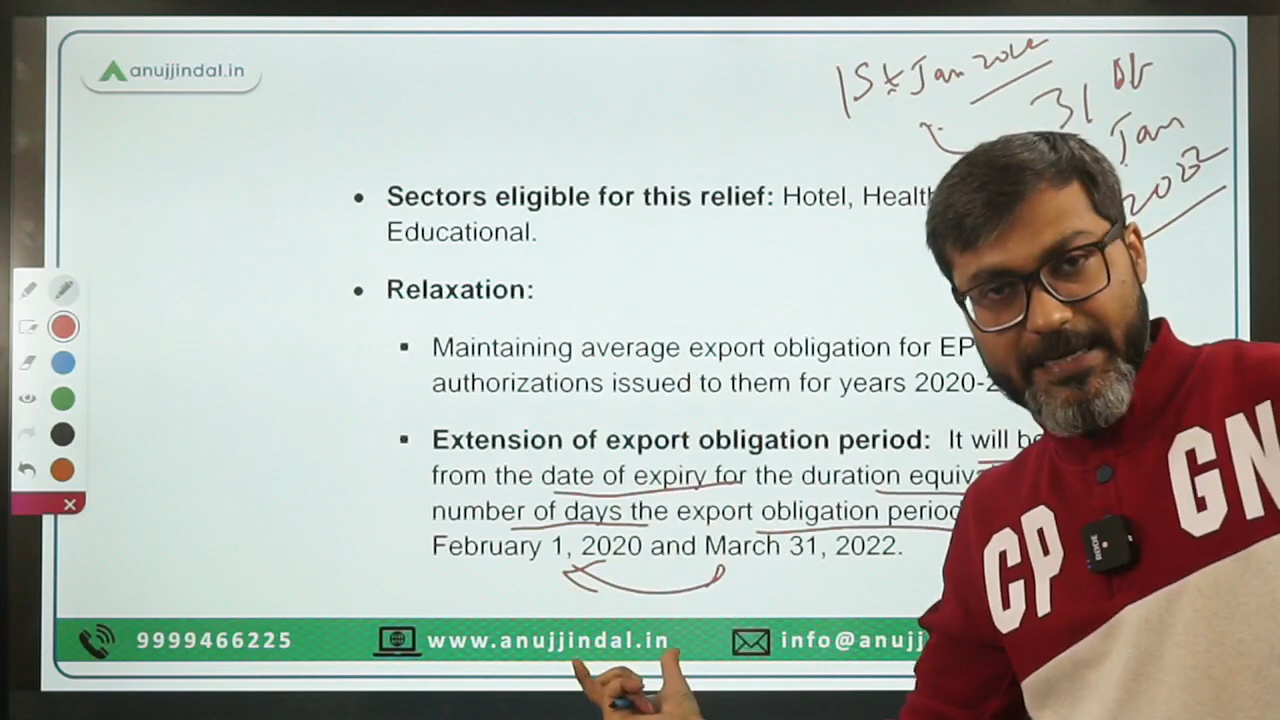 anujjindal.in
1st Jan
31
Jan
2022
• Sectors eligible for this relief: Hotel, Health
Educational.
• Relaxation:
▪ Maintaining average export obligation for EP
authorizations issued to them for years 2020-2
▪ Extension of export obligation period: It will be
from the date of expiry for the duration equiva
number of days the export obligation period
February 1, 2020 and March 31, 2022.
9999466225 www.anujjindal.in info@anujj
CP GN
RODE